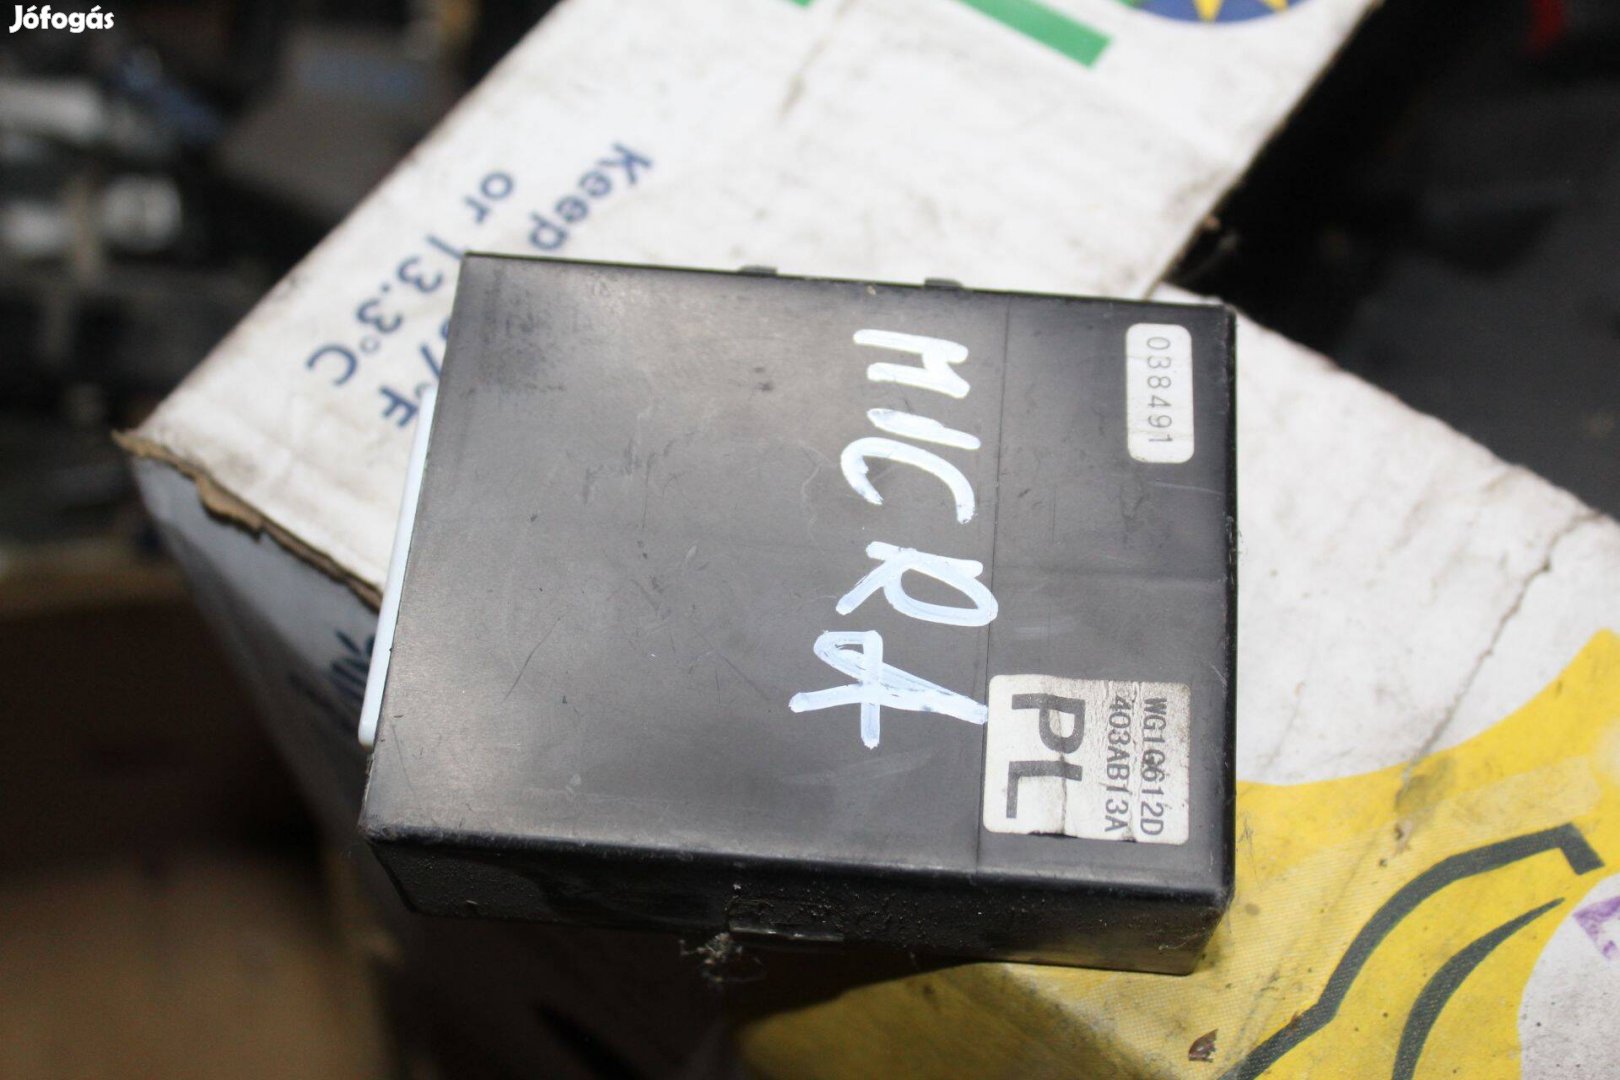 Jófogás
Keep
or 13.3°C
°F
038491
MICRA
WG1G612D
403AB13A
PL